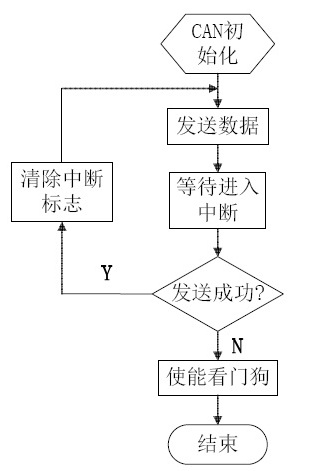 CAN初
始化
发送数据
清除中断
标志
等待进入
中断
Y
发送成功?
N
使能看门狗
结束